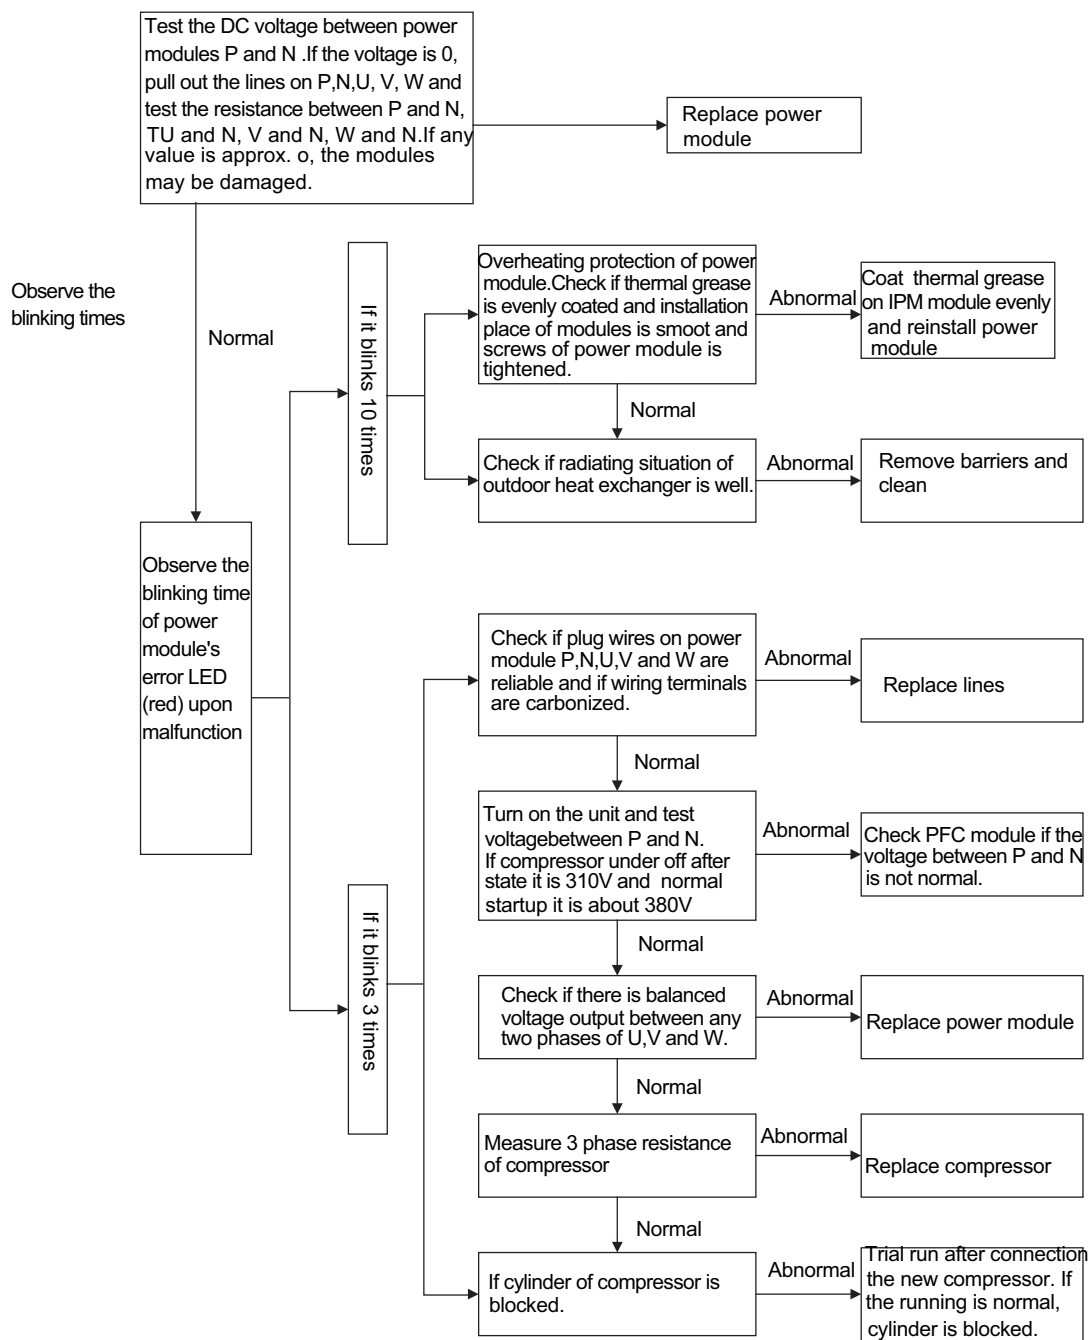 Test the DC voltage between power
modules P and N .If the voltage is 0,
pull out the lines on P,N,U, V, W and
test the resistance between P and N,
TU and N, V and N, W and N.If any
value is approx. o, the modules
may be damaged.
Replace power
module
Observe the
blinking times
Normal
If it blinks 10 times
Overheating protection of power
module.Check if thermal grease
is evenly coated and installation
place of modules is smoot and
screws of power module is
tightened.
Abnormal
Coat thermal grease
on IPM module evenly
and reinstall power
module
Normal
Check if radiating situation of
outdoor heat exchanger is well.
Abnormal
Remove barriers and
clean
Observe the
blinking time
of power
module's
error LED
(red) upon
malfunction
If it blinks 3 times
Check if plug wires on power
module P,N,U,V and W are
reliable and if wiring terminals
are carbonized.
Abnormal
Replace lines
Normal
Turn on the unit and test
voltagebetween P and N.
If compressor under off after
state it is 310V and normal
startup it is about 380V
Abnormal
Check PFC module if the
voltage between P and N
is not normal.
Normal
Check if there is balanced
voltage output between any
two phases of U,V and W.
Abnormal
Replace power module
Normal
Measure 3 phase resistance
of compressor
Abnormal
Replace compressor
Normal
If cylinder of compressor is
blocked.
Abnormal
Trial run after connection
the new compressor. If
the running is normal,
cylinder is blocked.